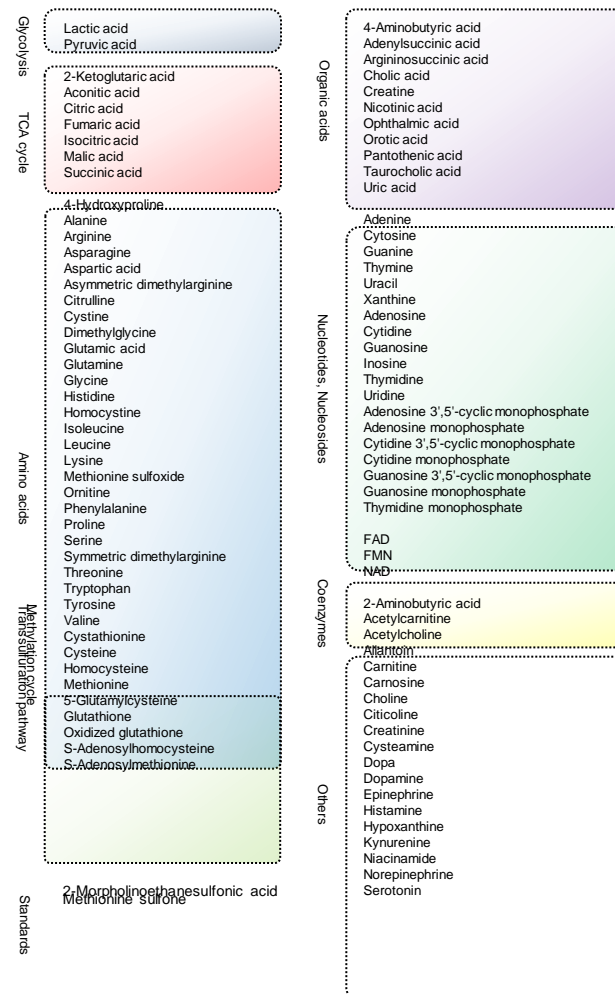 Glycolysis
Lactic acid
Pyruvic acid
TCA cycle
2-Ketoglutaric acid
Aconitic acid
Citric acid
Fumaric acid
Isocitric acid
Malic acid
Succinic acid
Amino acids
4-Hydroxyproline
Alanine
Arginine
Asparagine
Aspartic acid
Asymmetric dimethylarginine
Citrulline
Cystine
Dimethylglycine
Glutamic acid
Glutamine
Glycine
Histidine
Homocystine
Isoleucine
Leucine
Lysine
Methionine sulfoxide
Ornitine
Phenylalanine
Proline
Serine
Symmetric dimethylarginine
Threonine
Tryptophan
Tyrosine
Valine
Methylation cycle
Transsulfuration pathway
Cystathionine
Cysteine
Homocysteine
Methionine
5-Glutamylcysteine
Glutathione
Oxidized glutathione
S-Adenosylhomocysteine
S-Adenosylmethionine
Standards
2-Morpholinoethanesulfonic acid
Methionine sulfone
Organic acids
4-Aminobutyric acid
Adenylsuccinic acid
Argininosuccinic acid
Cholic acid
Creatine
Nicotinic acid
Ophthalmic acid
Orotic acid
Pantothenic acid
Taurocholic acid
Uric acid
Nucleotides, Nucleosides
Adenine
Cytosine
Guanine
Thymine
Uracil
Xanthine
Adenosine
Cytidine
Guanosine
Inosine
Thymidine
Uridine
Adenosine 3',5'-cyclic monophosphate
Adenosine monophosphate
Cytidine 3',5'-cyclic monophosphate
Cytidine monophosphate
Guanosine 3',5'-cyclic monophosphate
Guanosine monophosphate
Thymidine monophosphate
Coenzymes
FAD
FMN
NAD
Others
2-Aminobutyric acid
Acetylcarnitine
Acetylcholine
Allantoin
Carnitine
Carnosine
Choline
Citicoline
Creatinine
Cysteamine
Dopa
Dopamine
Epinephrine
Histamine
Hypoxanthine
Kynurenine
Niacinamide
Norepinephrine
Serotonin